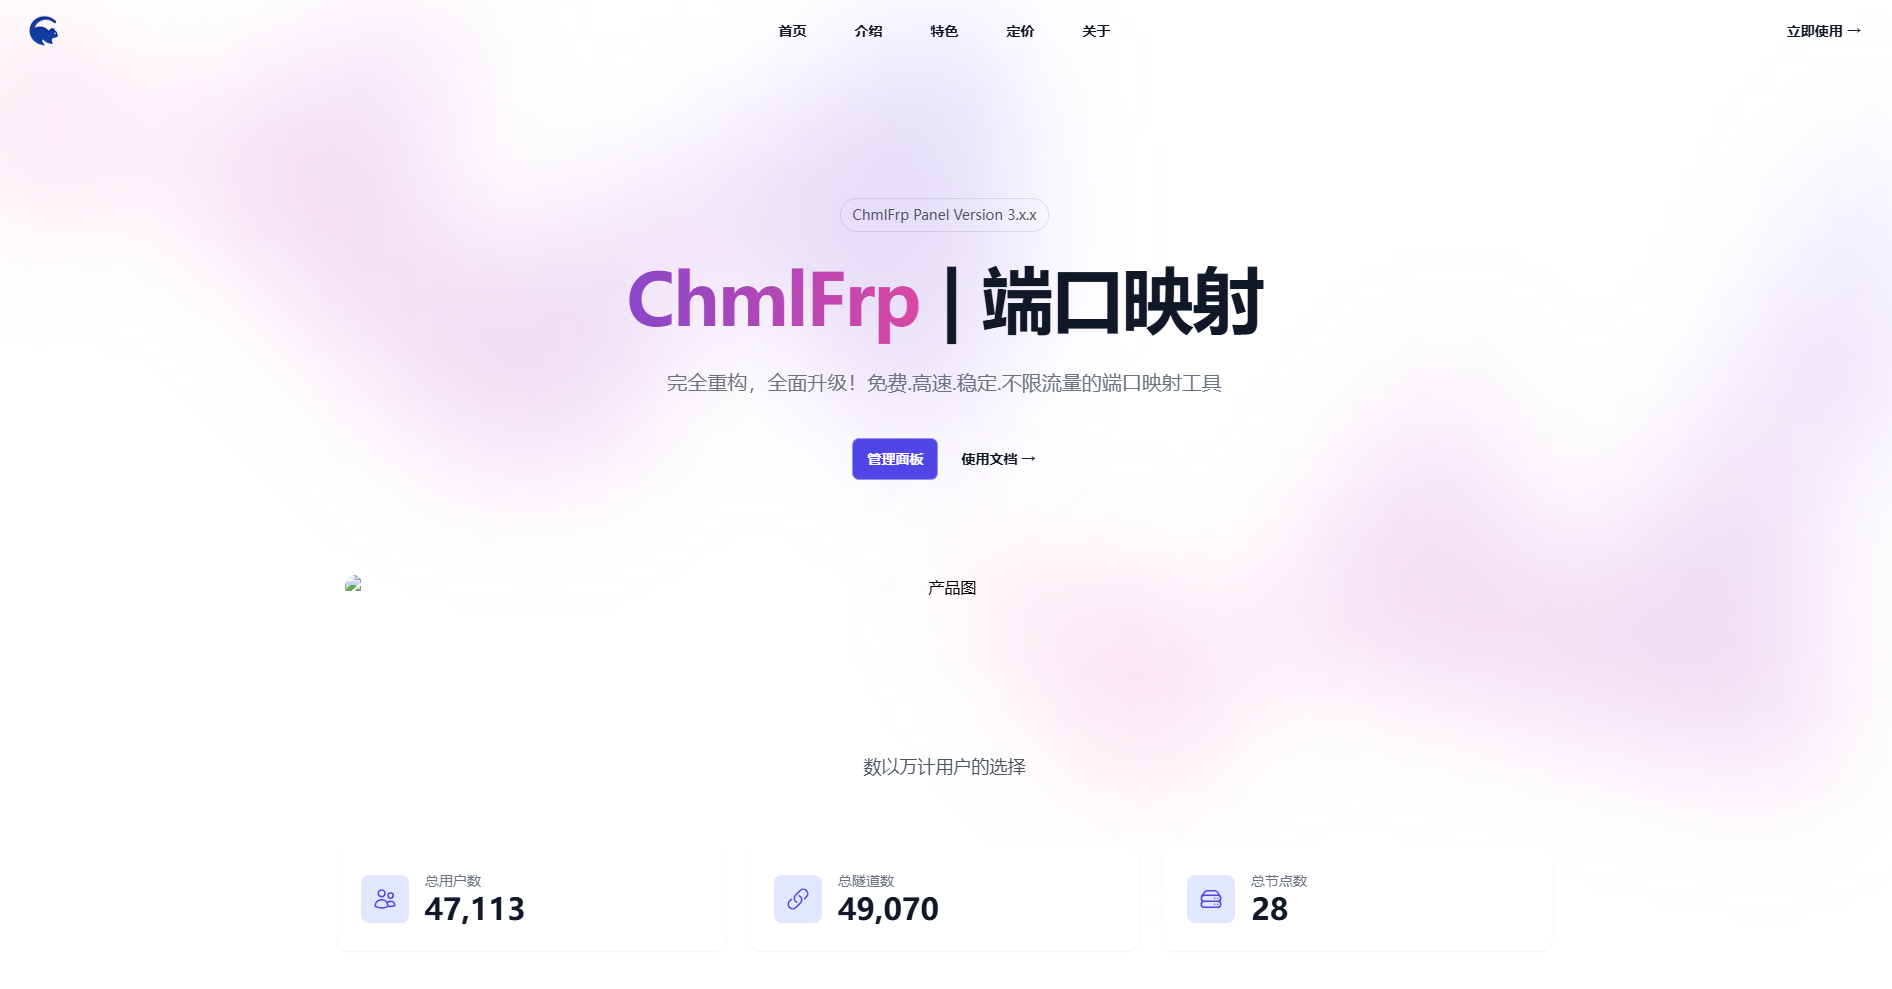 首页 介绍 特色 定价 关于 立即使用 →
ChmlFrp Panel Version 3.x.x
ChmlFrp | 端口映射
完全重构，全面升级！免费.高速.稳定.不限流量的端口映射工具
管理面板 使用文档 →
产品图
数以万计用户的选择
总用户数
47,113
总隧道数
49,070
总节点数
28